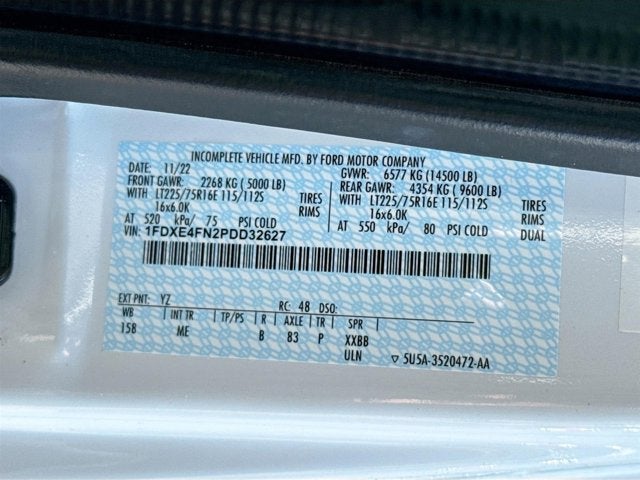 INCOMPLETE VEHICLE MFD. BY FORD MOTOR COMPANY
DATE: 11/22 GVWR: 6577 KG (14500 LB)
FRONT GAWR: 2268 KG (5000 LB) REAR GAWR: 4354 KG (9600 LB)
LT225/75R16E 115/112S TIRES LT225/75R16E 115/112S TIRES
16x6.0K RIMS 16x6.0K RIMS
AT 520 kPa/ 75 PSI COLD AT 550 kPa/ 80 PSI COLD DUAL
VIN: 1FDXE4FN2PDD32627
EXT PNT: YZ RC: 48 DSO:
WB INT TR TP/PS R AXLE TR SPR
158 ME B 83 P XXBB
ULN ▽ 5U5A-3520472-AA